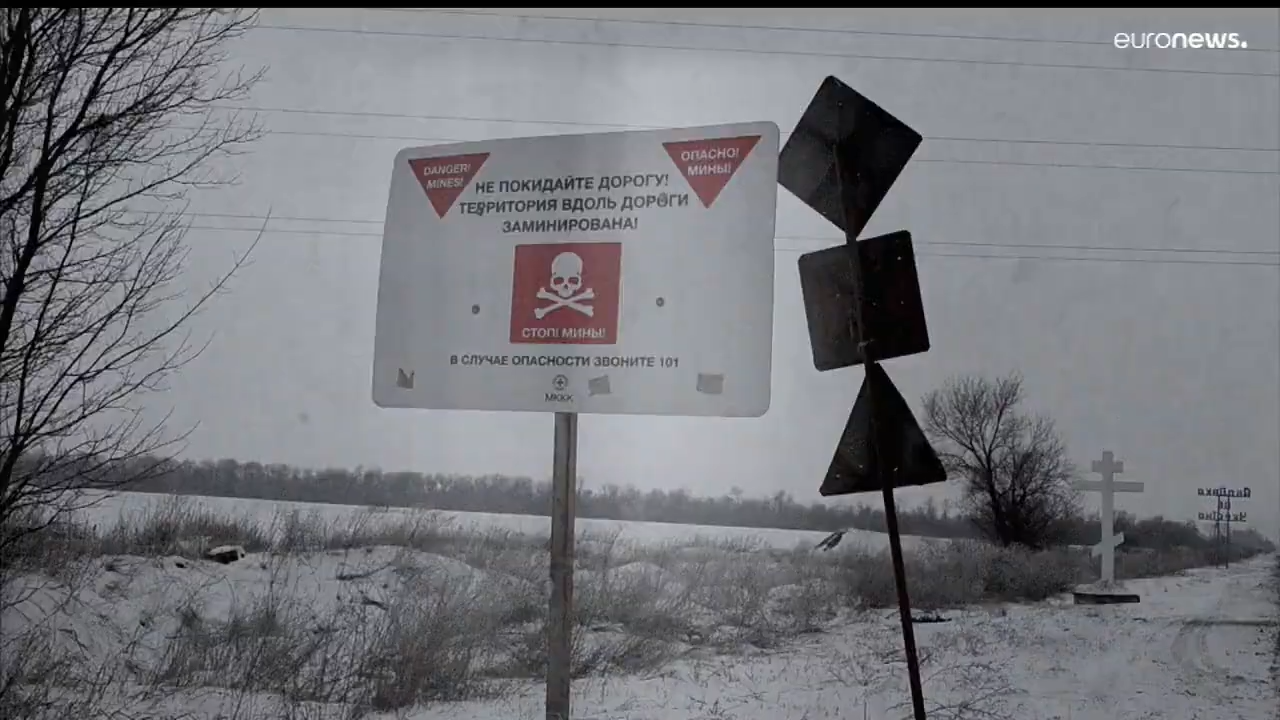 euronews.
DANGER!
MINES!
ОПАСНО!
МИНЫ!
НЕ ПОКИДАЙТЕ ДОРОГУ!
ТЕРРИТОРИЯ ВДОЛЬ ДОРОГИ
ЗАМИНИРОВАНА!
СТОП! МИНЫ!
В СЛУЧАЕ ОПАСНОСТИ ЗВОНИТЕ 101
МККК